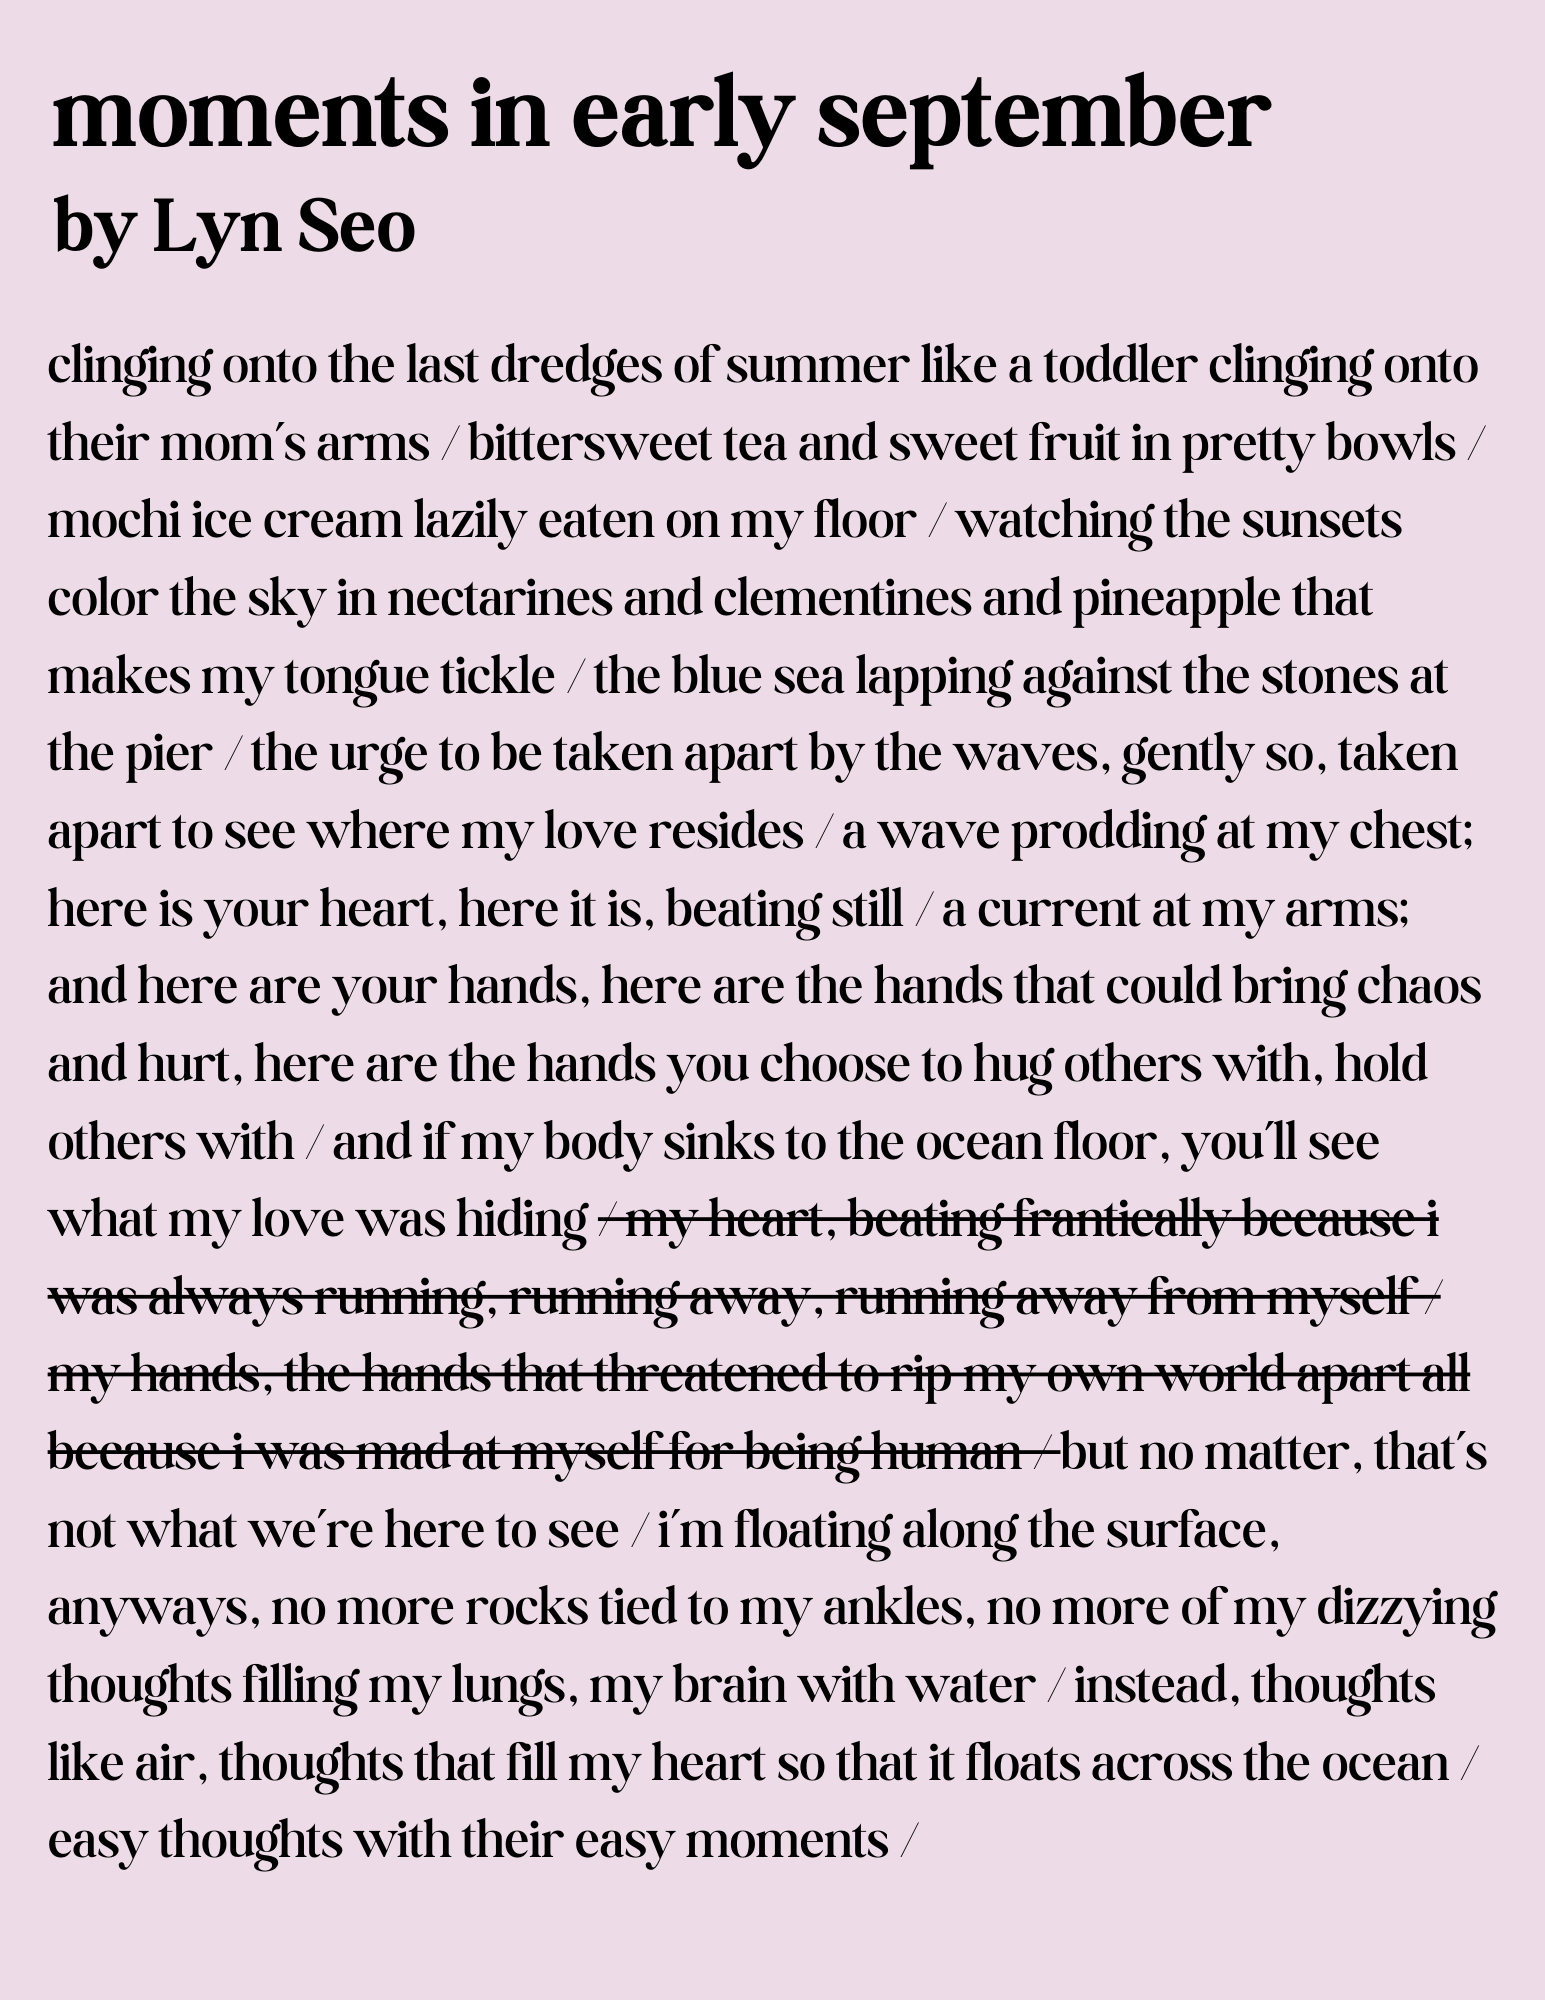 moments in early september
by Lyn Seo
clinging onto the last dredges of summer like a toddler clinging onto
their mom's arms / bittersweet tea and sweet fruit in pretty bowls /
mochi ice cream lazily eaten on my floor / watching the sunsets
color the sky in nectarines and clementines and pineapple that
makes my tongue tickle / the blue sea lapping against the stones at
the pier / the urge to be taken apart by the waves, gently so, taken
apart to see where my love resides / a wave prodding at my chest;
here is your heart, here it is, beating still / a current at my arms;
and here are your hands, here are the hands that could bring chaos
and hurt, here are the hands you choose to hug others with, hold
others with / and if my body sinks to the ocean floor, you'll see
what my love was hiding / my heart, beating frantically because i
was always running, running away, running away from myself /
my hands, the hands that threatened to rip my own world apart all
because i was mad at myself for being human / but no matter, that's
not what we're here to see / i'm floating along the surface,
anyways, no more rocks tied to my ankles, no more of my dizzying
thoughts filling my lungs, my brain with water / instead, thoughts
like air, thoughts that fill my heart so that it floats across the ocean /
easy thoughts with their easy moments /